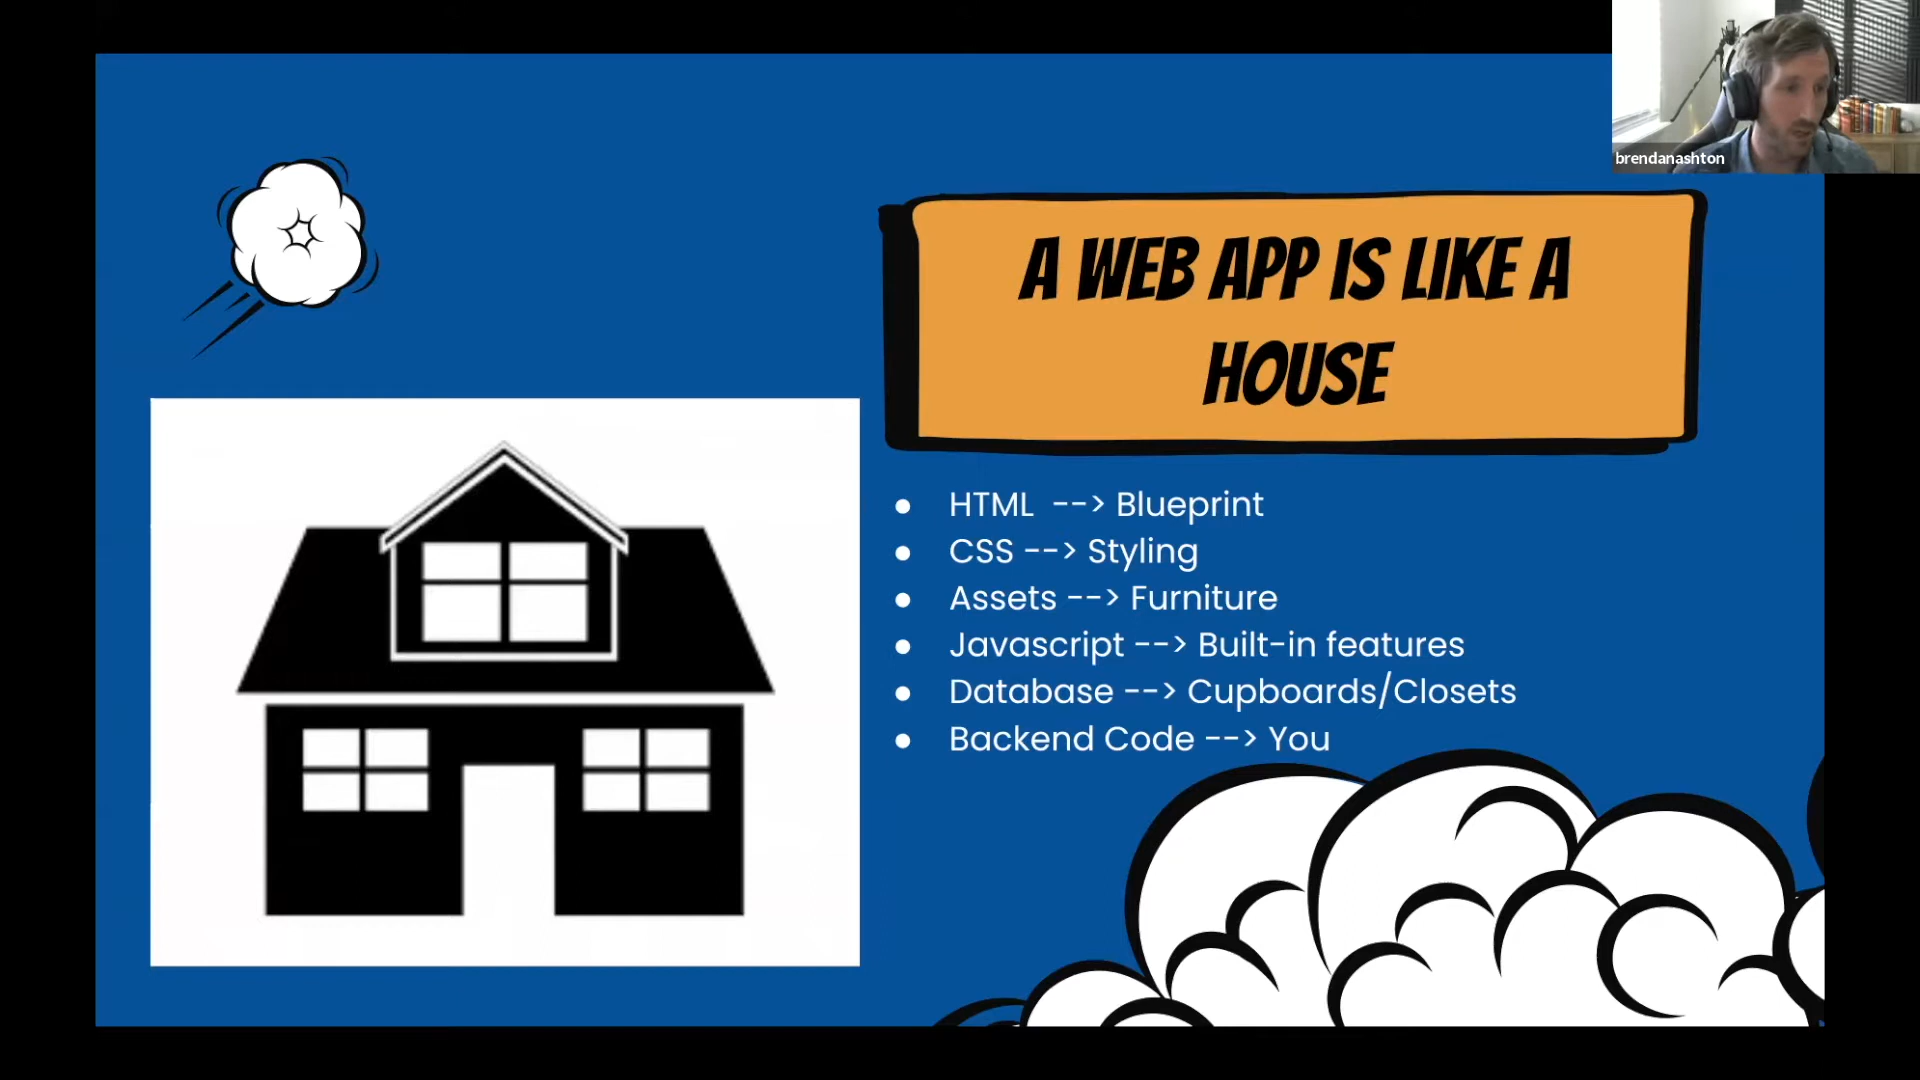 brendanashton
A WEB APP IS LIKE A
HOUSE
● HTML --> Blueprint
● CSS --> Styling
● Assets --> Furniture
● Javascript --> Built-in features
● Database --> Cupboards/Closets
● Backend Code --> You